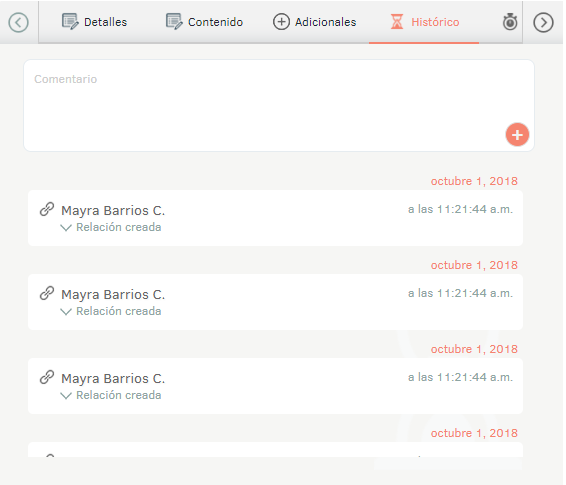 Detalles Contenido Adicionales Histórico
Comentario
octubre 1, 2018
Mayra Barrios C. a las 11:21:44 a.m.
Relación creada
octubre 1, 2018
Mayra Barrios C. a las 11:21:44 a.m.
Relación creada
octubre 1, 2018
Mayra Barrios C. a las 11:21:44 a.m.
Relación creada
octubre 1, 2018